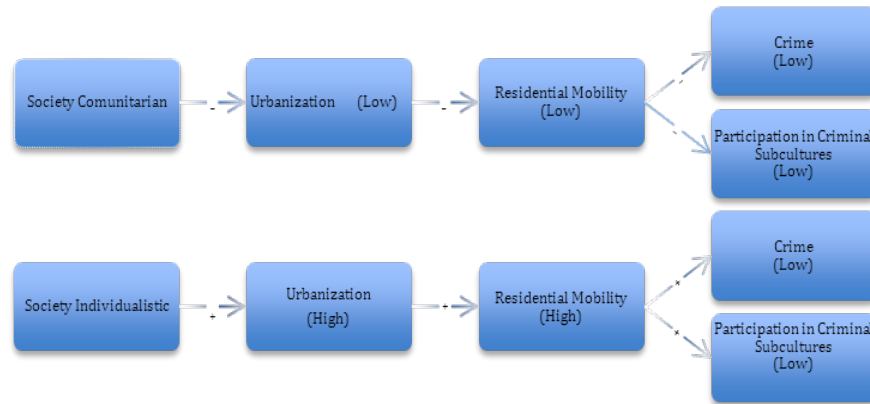 Society Comunitarian
-
Urbanization (Low)
-
Residential Mobility
(Low)
-
Crime
(Low)
-
Participation in Criminal
Subcultures
(Low)
Society Individualistic
+
Urbanization
(High)
+
Residential Mobility
(High)
+
Crime
(Low)
+
Participation in Criminal
Subcultures
(Low)